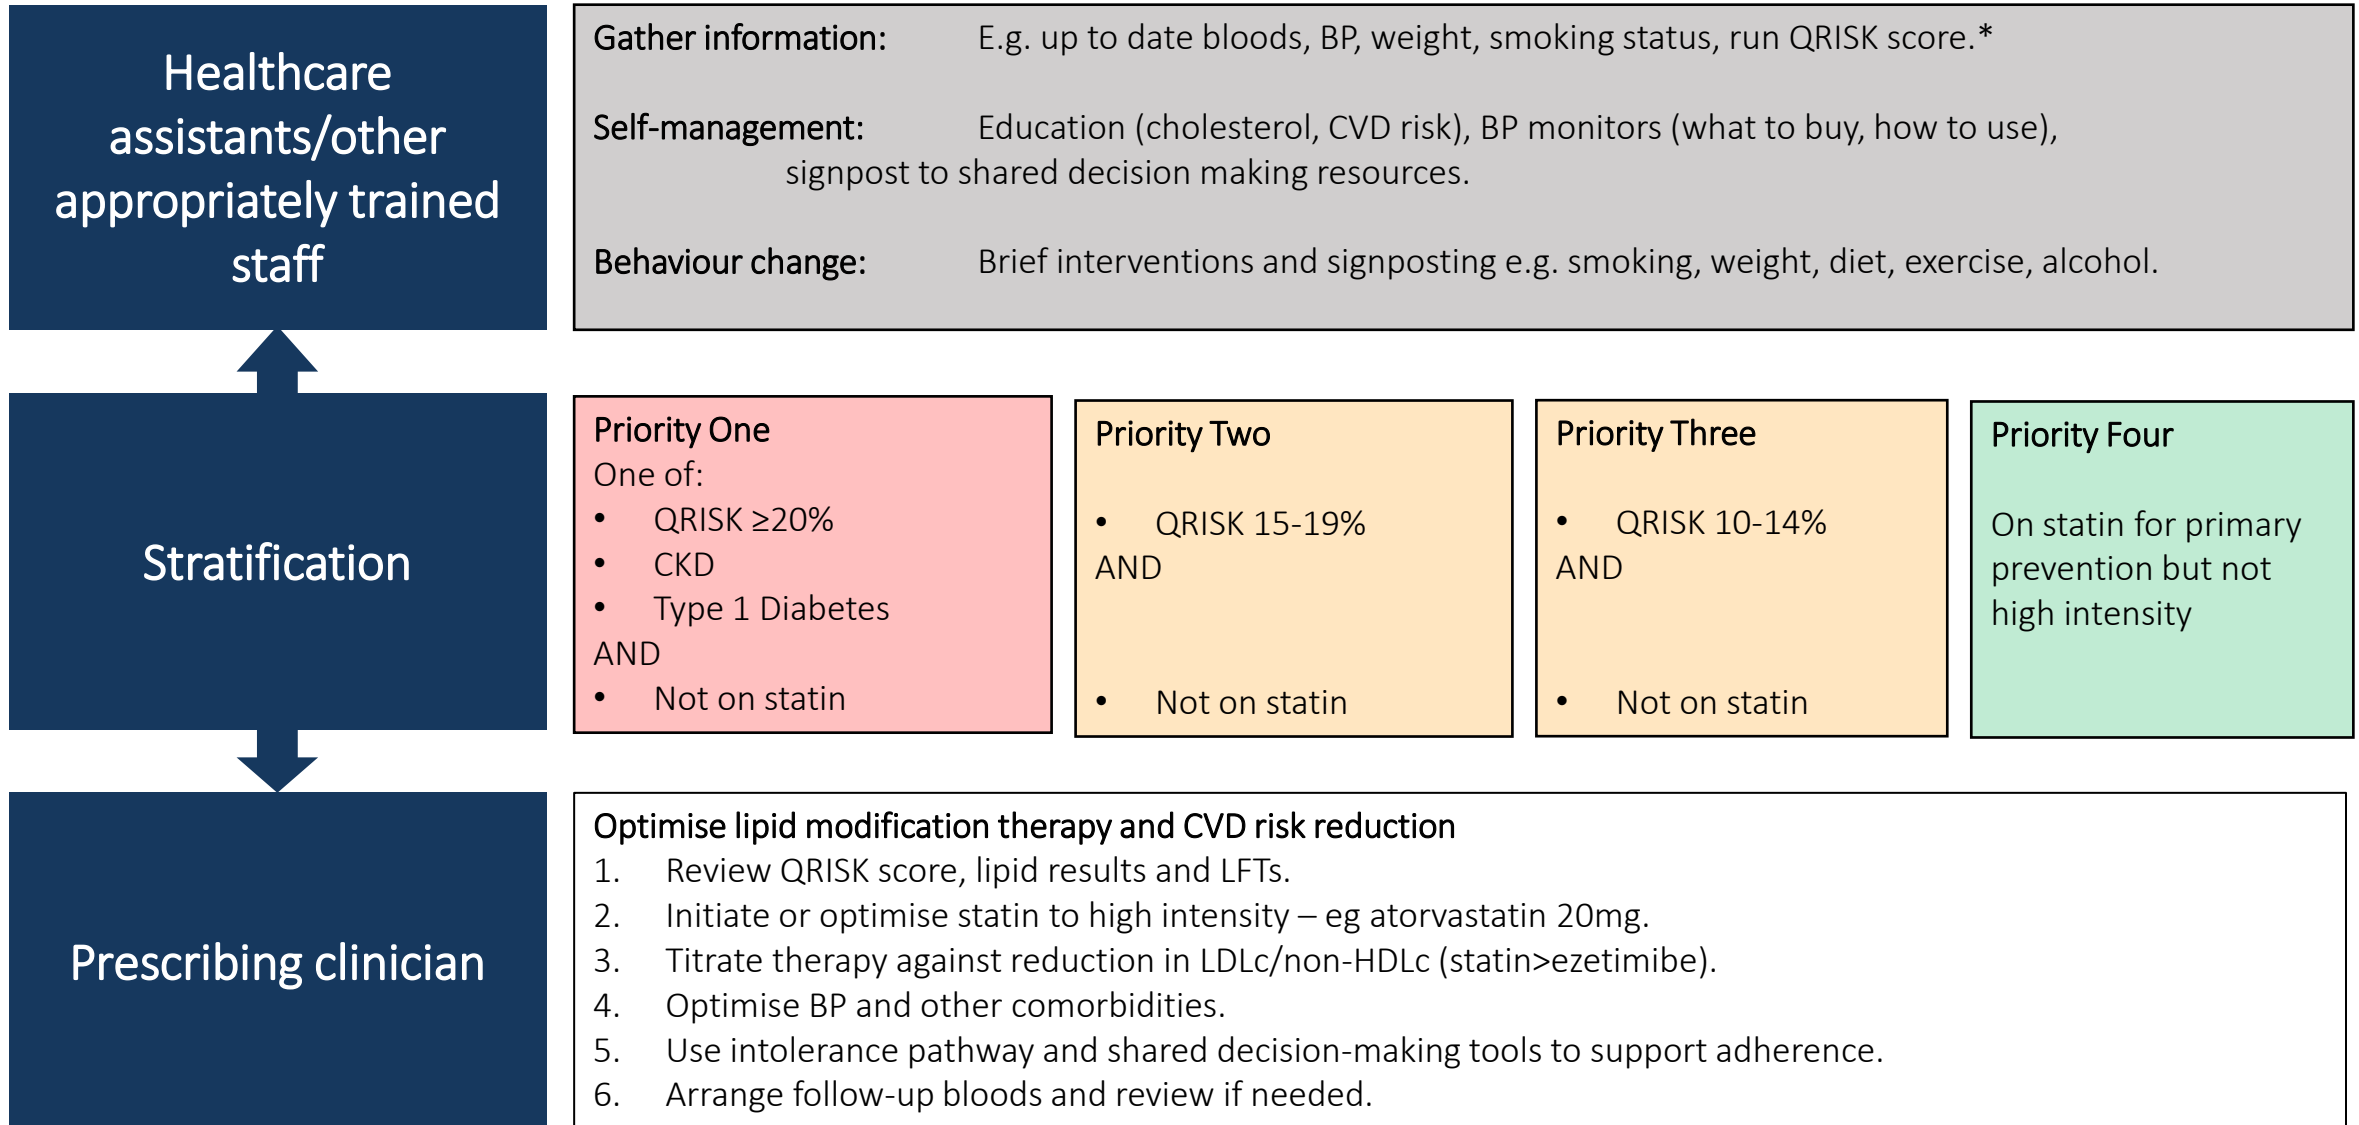 Healthcare
assistants/other
appropriately trained
staff
Gather information: E.g. up to date bloods, BP, weight, smoking status, run QRISK score.*
Self-management: Education (cholesterol, CVD risk), BP monitors (what to buy, how to use),
signpost to shared decision making resources.
Behaviour change: Brief interventions and signposting e.g. smoking, weight, diet, exercise, alcohol.
Stratification
Priority One
One of:
• QRISK ≥20%
• CKD
• Type 1 Diabetes
AND
• Not on statin
Priority Two
• QRISK 15-19%
AND
• Not on statin
Priority Three
• QRISK 10-14%
AND
• Not on statin
Priority Four
On statin for primary
prevention but not
high intensity
Prescribing clinician
Optimise lipid modification therapy and CVD risk reduction
1. Review QRISK score, lipid results and LFTs.
2. Initiate or optimise statin to high intensity – eg atorvastatin 20mg.
3. Titrate therapy against reduction in LDLc/non-HDLc (statin>ezetimibe).
4. Optimise BP and other comorbidities.
5. Use intolerance pathway and shared decision-making tools to support adherence.
6. Arrange follow-up bloods and review if needed.